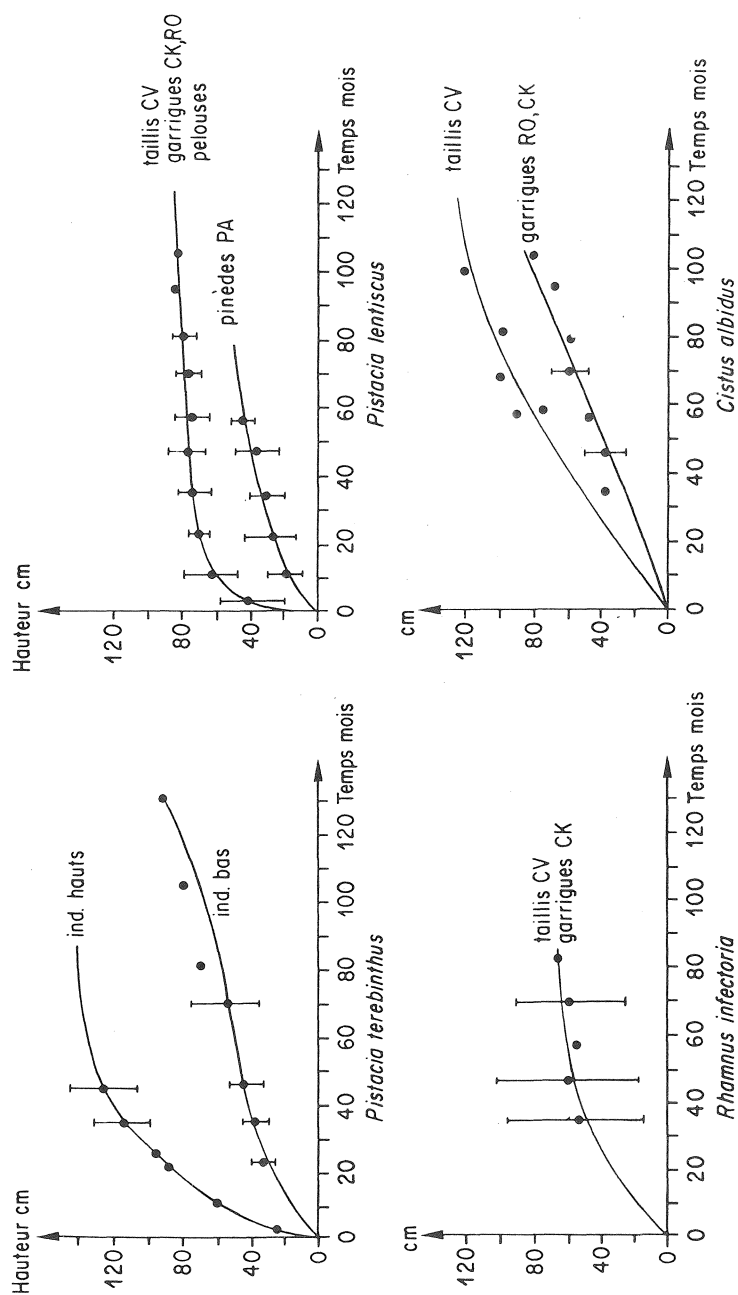 Hauteur cm
120
80
40
0
ind. hauts
ind. bas
0
20
40
60
80
100
120
Temps mois
Pistacia terebinthus
Hauteur cm
120
80
40
0
taillis CV
garrigues CK,RO
pelouses
pinèdes PA
0
20
40
60
80
100
120
Temps mois
Pistacia lentiscus
cm
120
80
40
0
taillis CV
garrigues CK
0
20
40
60
80
100
120
Temps mois
Rhamnus infectoria
cm
120
80
40
0
taillis CV
garrigues RO,CK
0
20
40
60
80
100
120
Temps mois
Cistus albidus